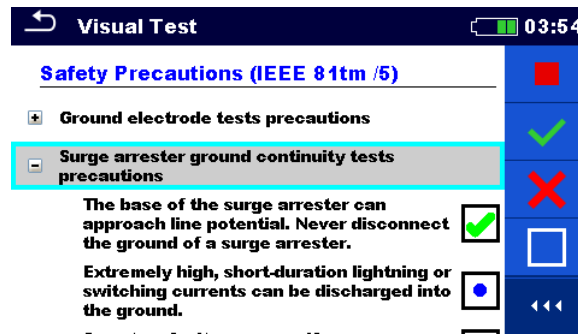 Visual Test
03:54
Safety Precautions (IEEE 81tm /5)
Ground electrode tests precautions
Surge arrester ground continuity tests
precautions
The base of the surge arrester can
approach line potential. Never disconnect
the ground of a surge arrester.
Extremely high, short-duration lightning or
switching currents can be discharged into
the ground.